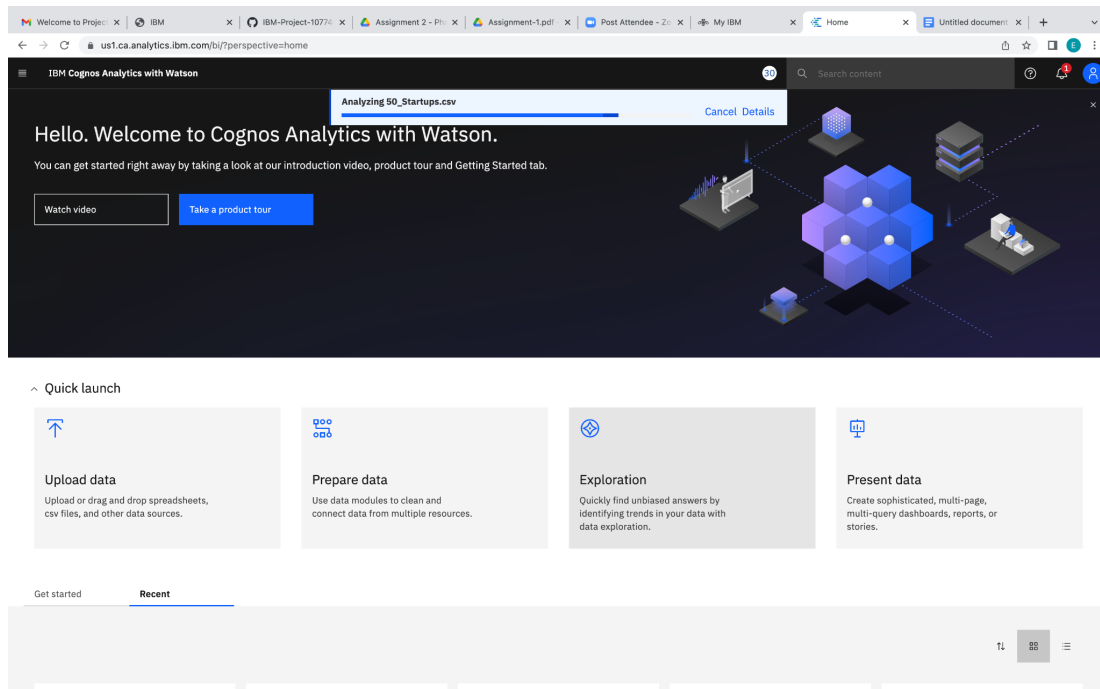 Welcome to Project
IBM
IBM-Project-10774
Assignment 2 - Ph
Assignment-1.pdf -
Post Attendee - Zo
My IBM
Home
Untitled document
us1.ca.analytics.ibm.com/bi/?perspective=home
E
IBM Cognos Analytics with Watson
30
Search content
1
Analyzing 50_Startups.csv
Cancel Details
Hello. Welcome to Cognos Analytics with Watson.
You can get started right away by taking a look at our introduction video, product tour and Getting Started tab.
Watch video
Take a product tour
Quick launch
Upload data
Upload or drag and drop spreadsheets,
csv files, and other data sources.
Prepare data
Use data modules to clean and
connect data from multiple resources.
Exploration
Quickly find unbiased answers by
identifying trends in your data with
data exploration.
Present data
Create sophisticated, multi-page,
multi-query dashboards, reports, or
stories.
Get started
Recent